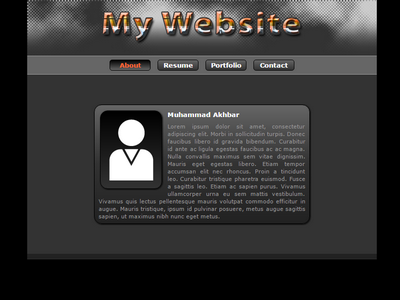 My Website
About Resume Portfolio Contact
Muhammad Akhbar
Lorem ipsum dolor sit amet, consectetur
adipiscing elit. Morbi in sollicitudin turpis. Donec
faucibus libero id gravida bibendum. Curabitur
id ante ac ligula egestas faucibus ac ac magna.
Nulla convallis maximus sem vitae dignissim.
Mauris eget egestas libero. Etiam tempor
accumsan elit nec rhoncus. Proin a tincidunt
leo. Curabitur tristique pharetra euismod. Fusce
a sagittis leo. Etiam ac sapien purus. Vivamus
ullamcorper urna eu sem mattis vestibulum.
Vivamus quis lectus pellentesque mauris volutpat commodo efficitur in
augue. Mauris tristique, ipsum id pulvinar posuere, metus augue sagittis
sapien, ut maximus nibh nunc eget metus.